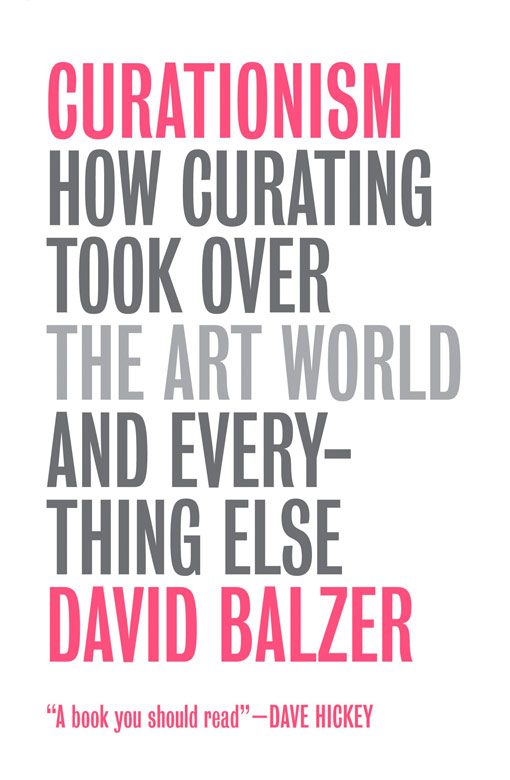 CURATIONISM
HOW CURATING
TOOK OVER
THE ART WORLD
AND EVERY–
THING ELSE
DAVID BALZER
“A book you should read”—DAVE HICKEY